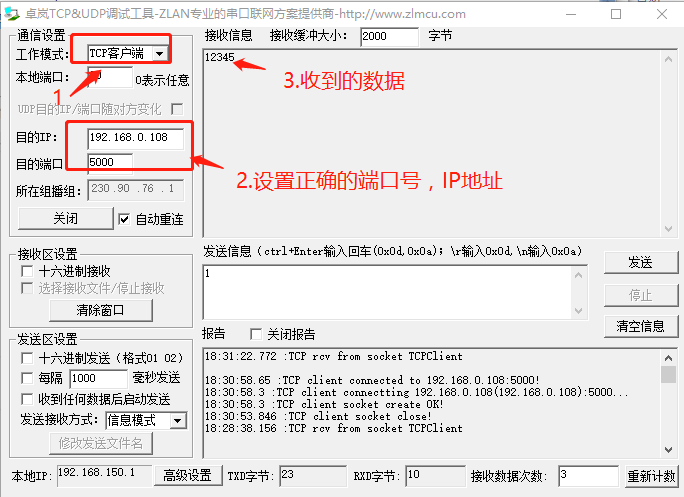 卓岚TCP&UDP调试工具-ZLAN专业的串口联网方案提供商-http://www.zlmcu.com
通信设置
工作模式: TCP客户端
本地端口: 0 0表示任意
1
UDP目的IP/端口随对方变化
目的IP: 192.168.0.108
目的端口 5000
所在组播组: 230 .90 .76 .1
关闭 自动重连
接收信息 接收缓冲大小: 2000 字节
12345
3.收到的数据
2.设置正确的端口号，IP地址
接收区设置
十六进制接收
选择接收文件/停止接收
清除窗口
发送信息 (ctrl+Enter输入回车(0x0d,0x0a); \r输入0x0d,\n输入0x0a)
1
发送
停止
清空信息
发送区设置
十六进制发送 (格式01 02)
每隔 1000 毫秒发送
收到任何数据后启动发送
发送接收方式: 信息模式
修改发送文件名
报告 关闭报告
18:31:22.772 :TCP rcv from socket TCPClient
18:30:58.65 :TCP client connected to 192.168.0.108:5000!
18:30:58.3 :TCP client connectting 192.168.0.108(192.168.0.108):5000...
18:30:58.3 :TCP client socket create OK!
18:30:53.846 :TCP client socket close!
18:28:38.156 :TCP rcv from socket TCPClient
本地IP: 192.168.150.1 高级设置 TXD字节: 23 RXD字节: 10 接收数据次数: 3 重新计数